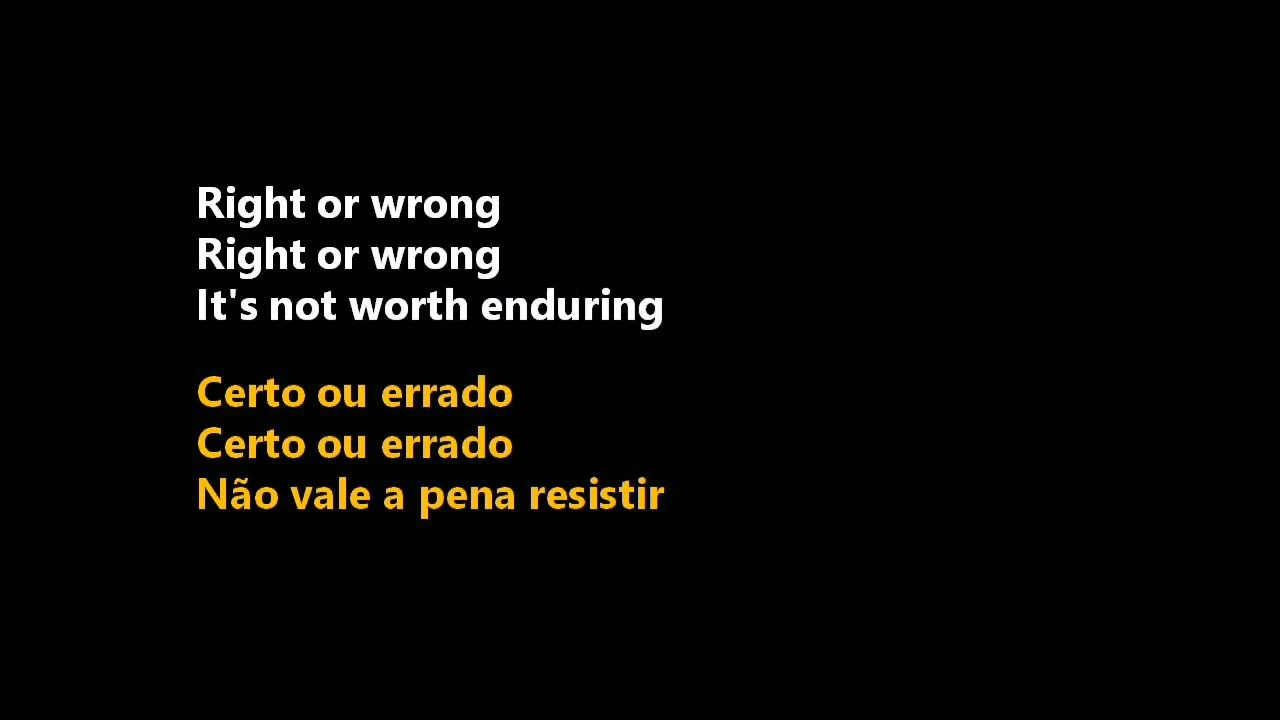 Right or wrong
Right or wrong
It's not worth enduring
Certo ou errado
Certo ou errado
Não vale a pena resistir